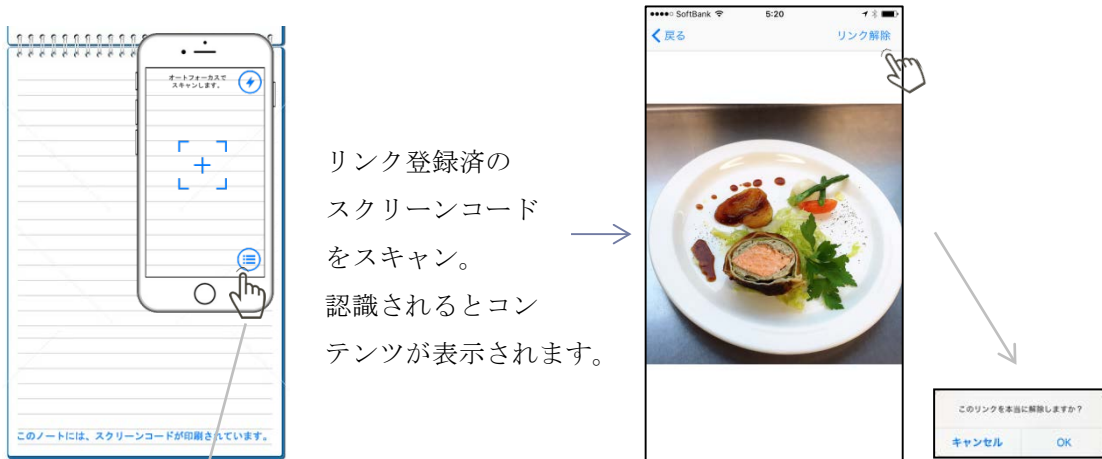 オートフォーカスで
スキャンします。
このノートには、スクリーンコードが印刷されています。
リンク登録済の
スクリーンコード
をスキャン。
認識されるとコン
テンツが表示されます。
SoftBank 5:20
戻る リンク解除
このリンクを本当に解除しますか？
キャンセル OK